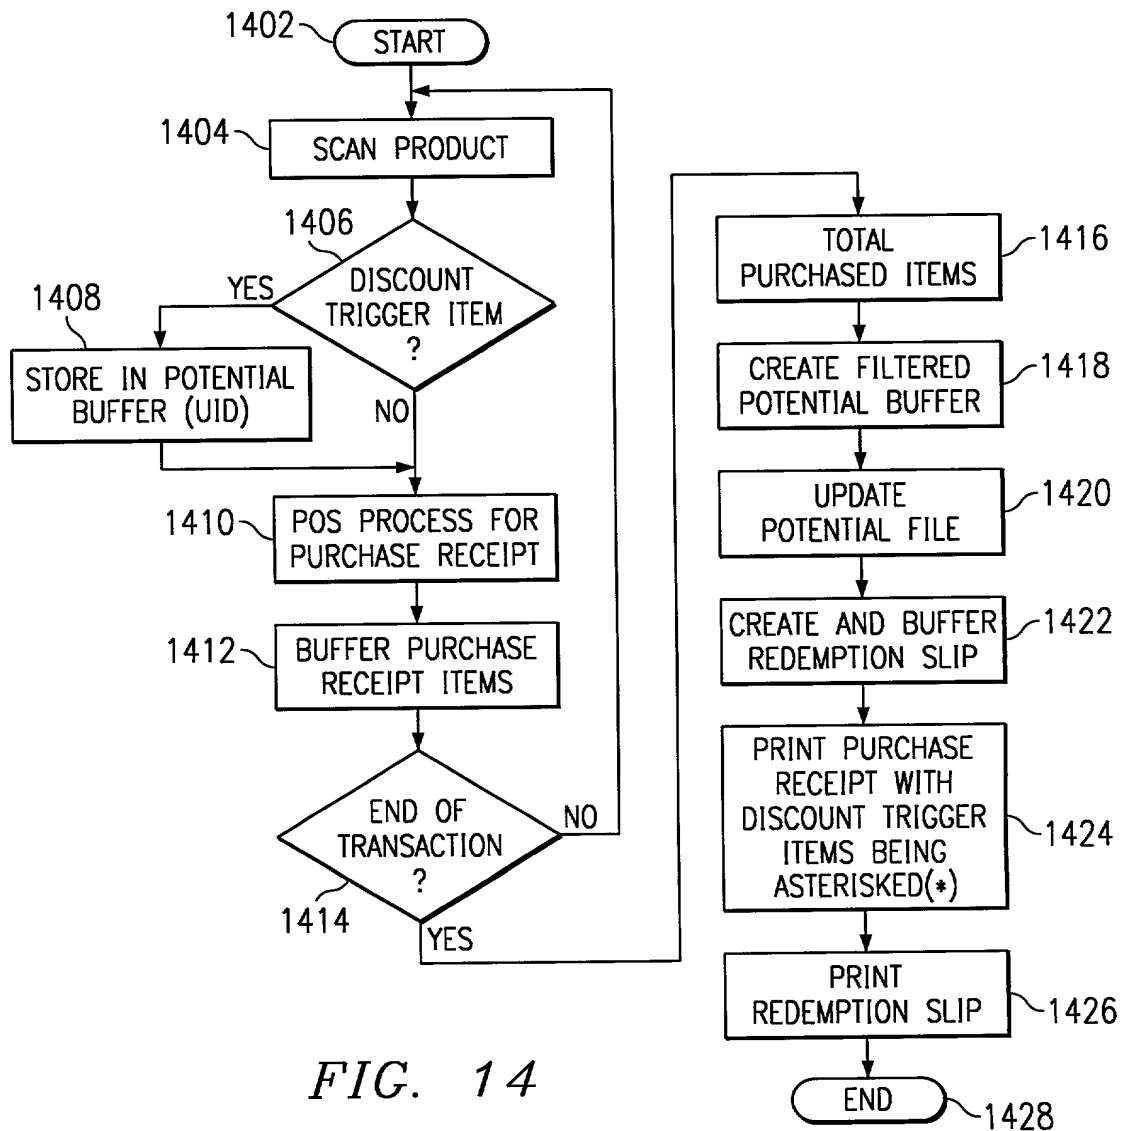 1402
START
1404
SCAN PRODUCT
1406
DISCOUNT
TRIGGER ITEM
?
YES
NO
1408
STORE IN POTENTIAL
BUFFER (UID)
1410
POS PROCESS FOR
PURCHASE RECEIPT
1412
BUFFER PURCHASE
RECEIPT ITEMS
END OF
TRANSACTION
?
NO
1414
YES
TOTAL
PURCHASED ITEMS
1416
CREATE FILTERED
POTENTIAL BUFFER
1418
UPDATE
POTENTIAL FILE
1420
CREATE AND BUFFER
REDEMPTION SLIP
1422
PRINT PURCHASE
RECEIPT WITH
DISCOUNT TRIGGER
ITEMS BEING
ASTERISKED(*)
1424
PRINT
REDEMPTION SLIP
1426
END
1428
FIG. 14